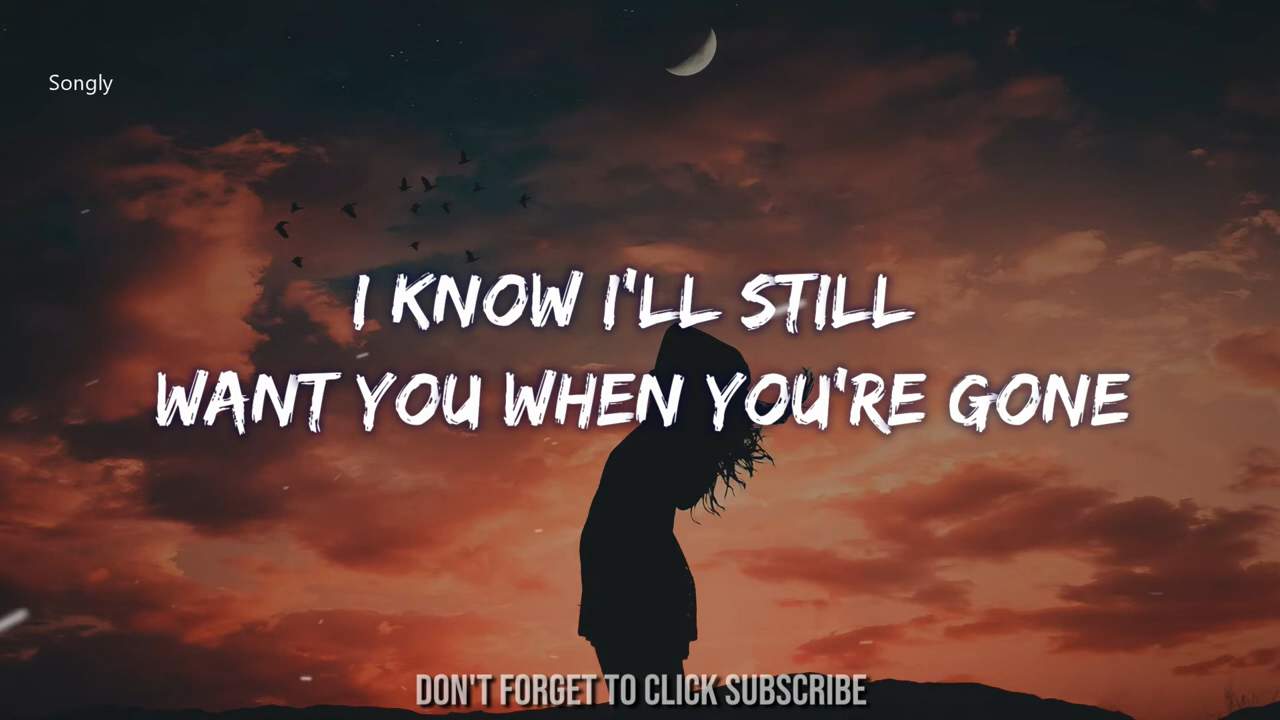 Songly
I KNOW I'LL STILL
WANT YOU WHEN YOU'RE GONE
DON'T FORGET TO CLICK SUBSCRIBE